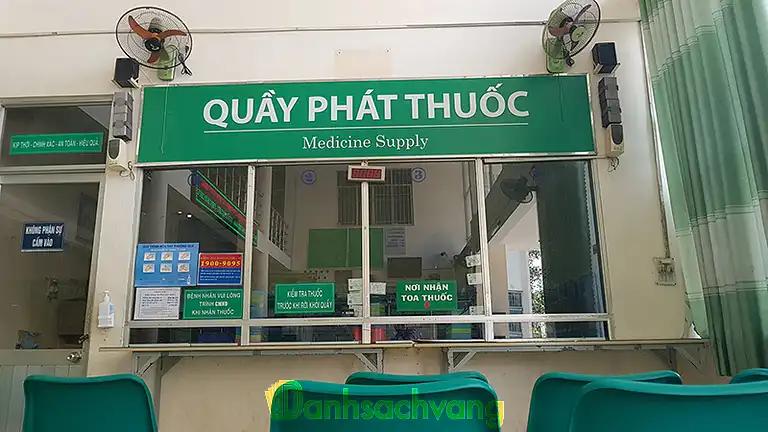 QUẦY PHÁT THUỐC
Medicine Supply
KỊP THỜI - CHÍNH XÁC - AN TOÀN - HIỆU QUẢ
KHÔNG PHẬN SỰ
CẤM VÀO
1900-9095
BỆNH NHÂN VUI LÒNG
TRÌNH CMND
KHI NHẬN THUỐC
KIỂM TRA THUỐC
TRƯỚC KHI RỜI KHỎI QUẦY
NƠI NHẬN
TOA THUỐC
Danhsachvang